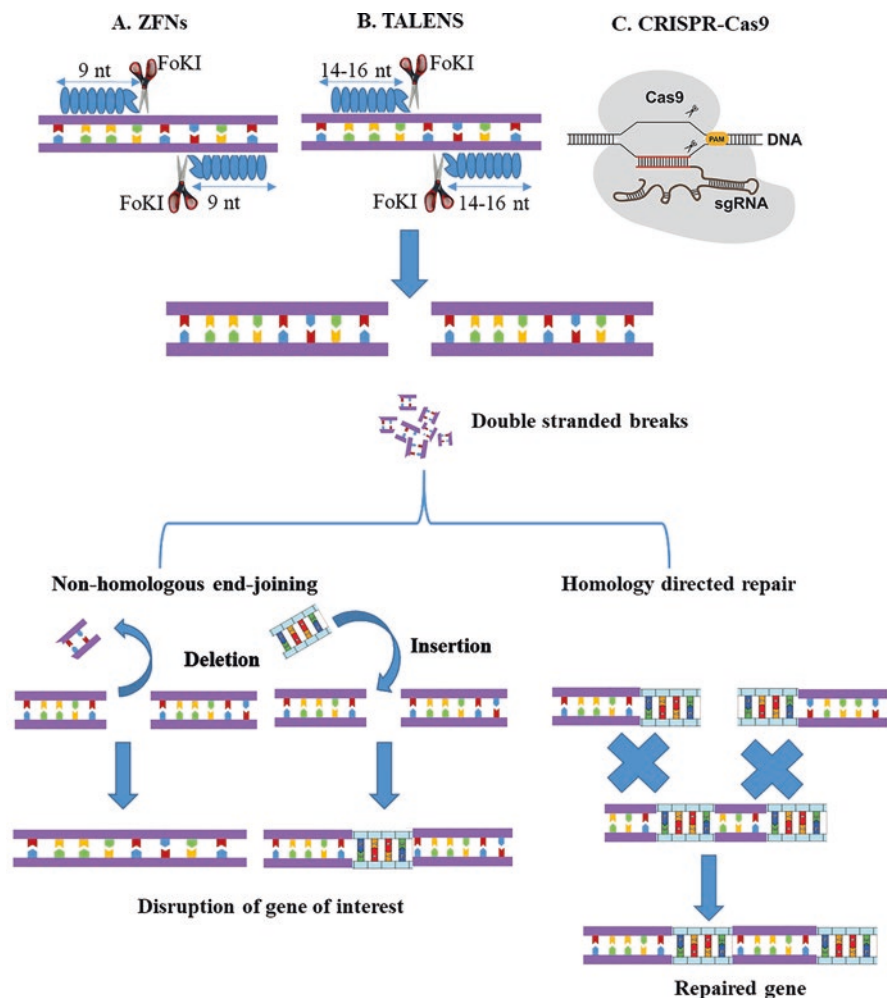 A. ZFNs
B. TALENS
C. CRISPR-Cas9
9 nt
FoKI
14-16 nt
FoKI
Cas9
PAM
DNA
sgRNA
FoKI
9 nt
FoKI
14-16 nt
Double stranded breaks
Non-homologous end-joining
Homology directed repair
Deletion
Insertion
Disruption of gene of interest
Repaired gene